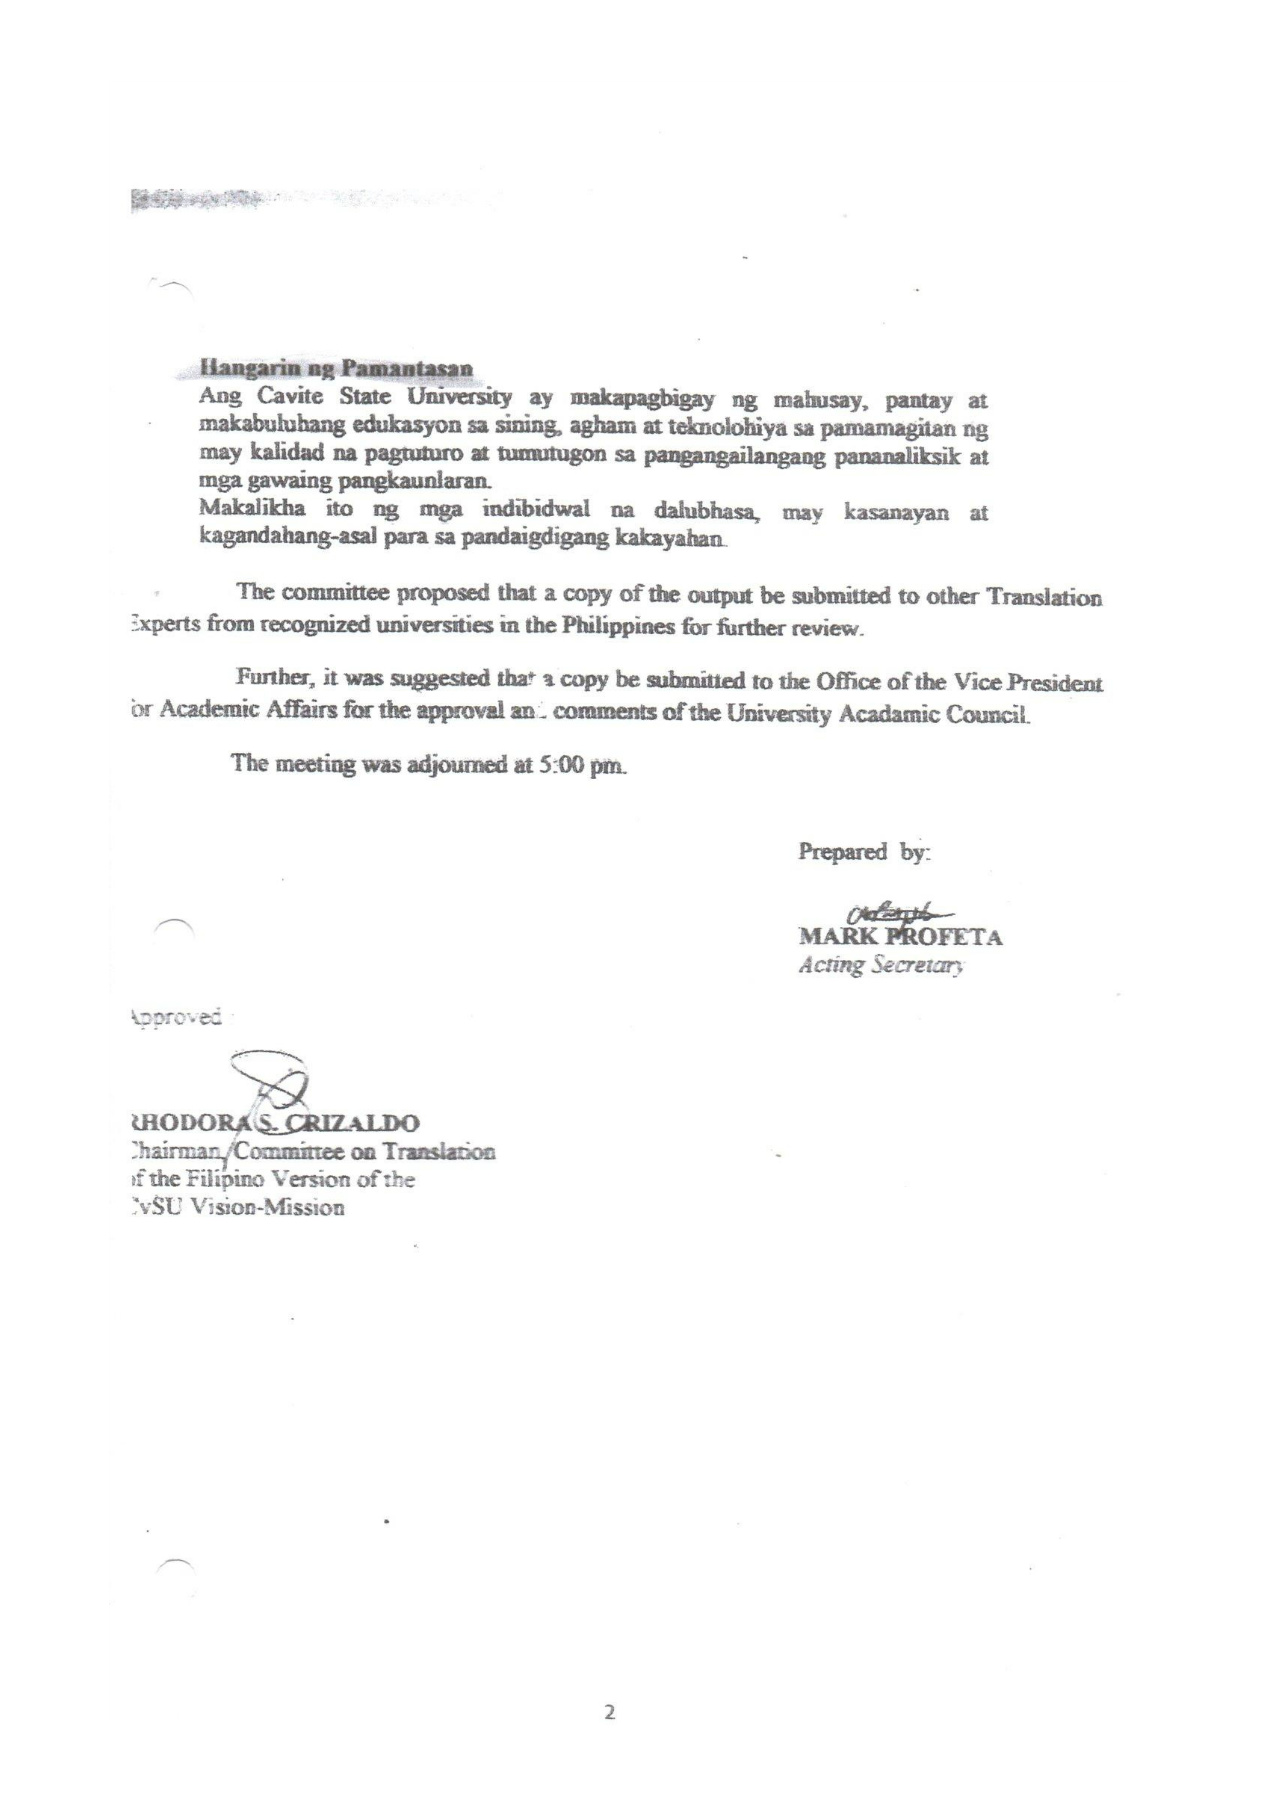 Hangarin ng Pamantasan
Ang Cavite State University ay makapagbigay ng mahusay, pantay at
makabuluhang edukasyon sa sining, agham at teknolohiya sa pamamagitan ng
may kalidad na pagtuturo at tumutugon sa pangangailangang pananaliksik at
mga gawaing pangkaunlaran.
Makalikha ito ng mga indibidwal na dalubhasa, may kasanayan at
kagandahang-asal para sa pandaigdigang kakayahan.
The committee proposed that a copy of the output be submitted to other Translation
Experts from recognized universities in the Philippines for further review.
Further, it was suggested that a copy be submitted to the Office of the Vice President
for Academic Affairs for the approval and comments of the University Acadamic Council.
The meeting was adjourned at 5:00 pm.
Prepared by:
MARK PROFETA
Acting Secretary
Approved
RHODORA S. CRIZALDO
Chairman, Committee on Translation
of the Filipino Version of the
CvSU Vision-Mission
2